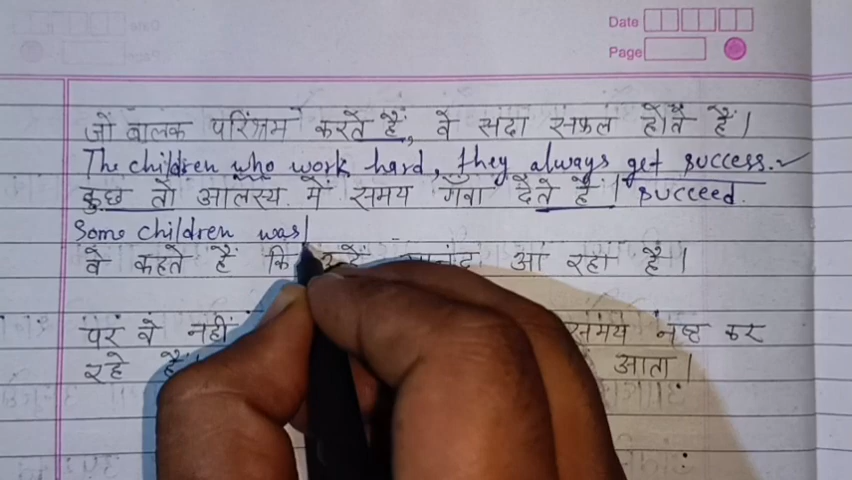 Date
Page
जो बालक परिश्रम करते हैं, वे सदा सफल होते हैं।
The children who work hard, they always get success.
कुछ तो आलस्य में समय गँवा देते हैं। succeed.
Some children was
वे कहते हैं कि उन्हें आनंद आ रहा है।
पर वे नहीं समय नष्ट कर
रहे हैं आता।